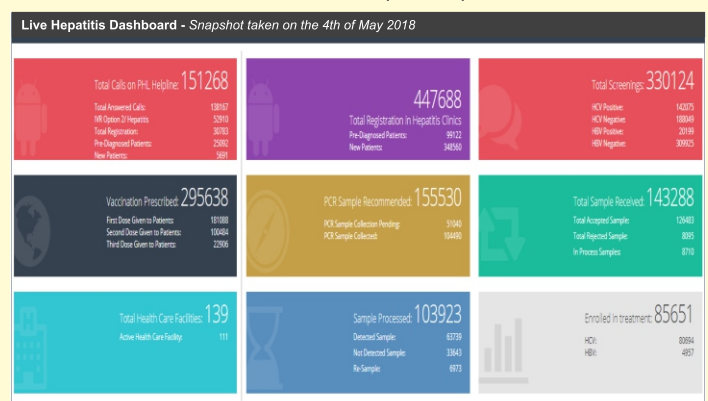 Live Hepatitis Dashboard - Snapshot taken on the 4th of May 2018
Total Calls on PHL Helpline: 151268
Total Answered Calls: 138167
IVR Option 2/ Hepatitis 52910
Total Registration: 30783
Pre-Diagnosed Patients: 25092
New Patients: 5691
447688
Total Registration in Hepatitis Clinics
Pre-Diagnosed Patients: 99122
New Patients: 348560
Total Screenings: 330124
HCV Positive: 142075
HCV Negative: 188049
HBV Positive: 20199
HBV Negative: 309925
Vaccination Prescribed: 295638
First Dose Given to Patients: 181088
Second Dose Given to Patients: 100484
Third Dose Given to Patients: 22906
PCR Sample Recommended: 155530
PCR Sample Collection Pending: 51040
PCR Sample Collected: 104490
Total Sample Received: 143288
Total Accepted Sample: 126483
Total Rejected Sample: 8095
In Process Samples: 8710
Total Health Care Facilities: 139
Active Health Care Facility: 111
Sample Processed: 103923
Detected Sample: 63739
Not Detected Sample: 33643
Re-Sample: 6973
Enrolled in treatment: 85651
HCV: 80694
HBV: 4957